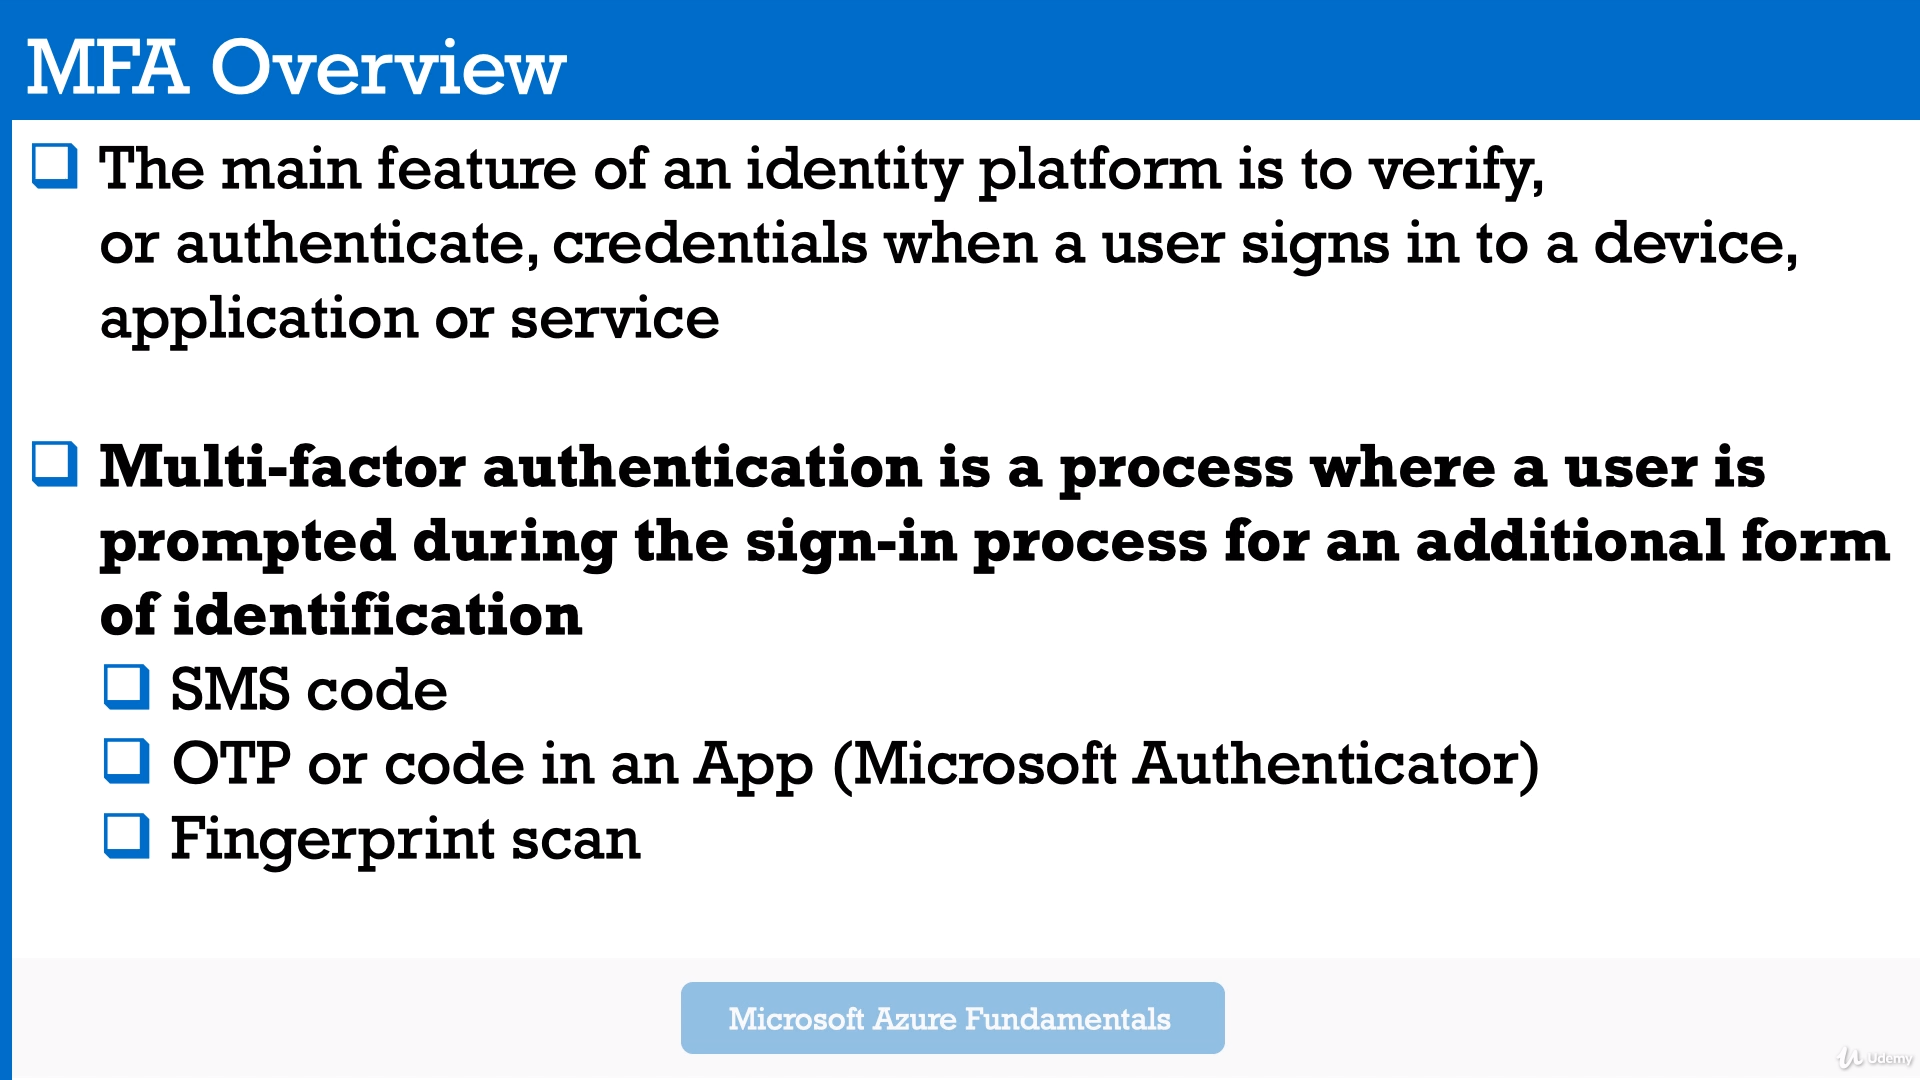 MFA Overview
The main feature of an identity platform is to verify,
or authenticate, credentials when a user signs in to a device,
application or service
Multi-factor authentication is a process where a user is
prompted during the sign-in process for an additional form
of identification
SMS code
OTP or code in an App (Microsoft Authenticator)
Fingerprint scan
Microsoft Azure Fundamentals
Udemy